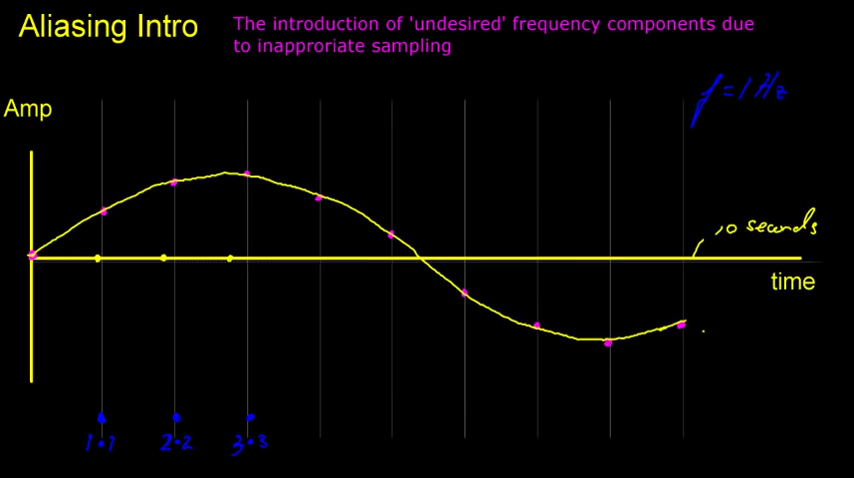 Aliasing Intro
The introduction of 'undesired' frequency components due
to inapproriate sampling
f = 1 Hz
Amp
10 seconds
time
1.1 2.2 3.3